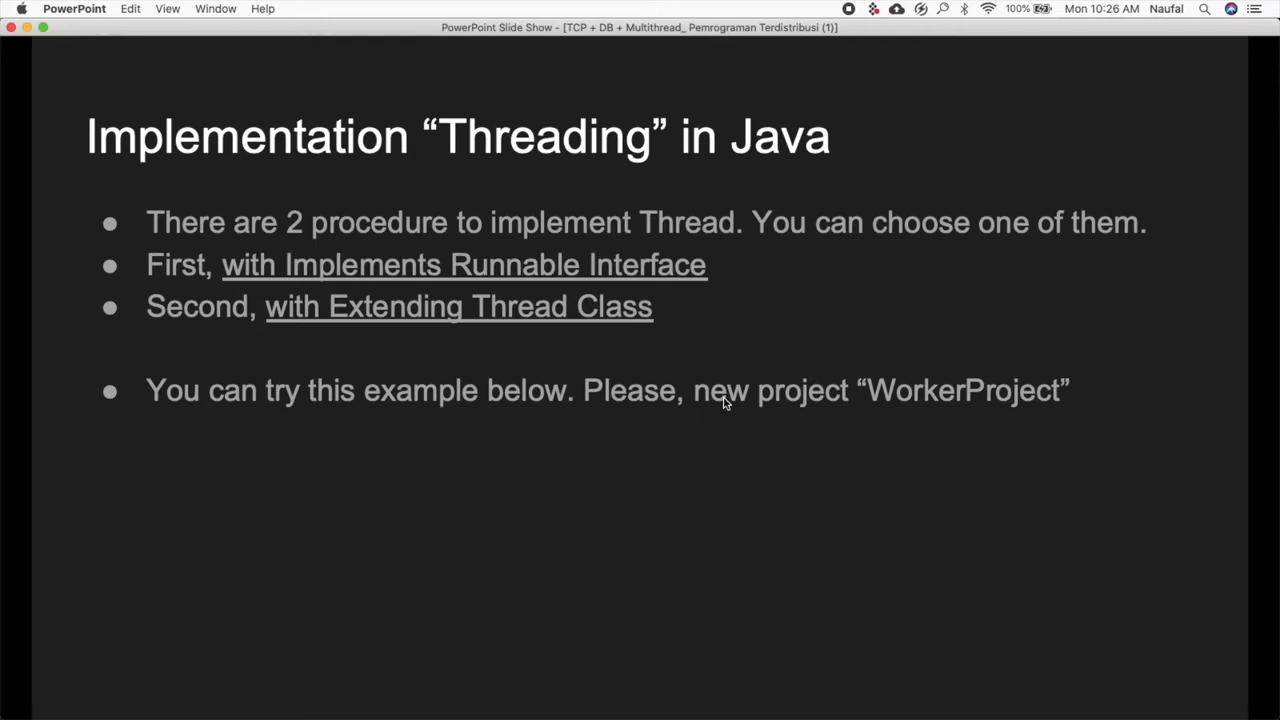 PowerPoint Edit View Window Help 100% Mon 10:26 AM Naufal
PowerPoint Slide Show - [TCP + DB + Multithread_ Pemrograman Terdistribusi (1)]
Implementation “Threading” in Java
● There are 2 procedure to implement Thread. You can choose one of them.
● First, with Implements Runnable Interface
● Second, with Extending Thread Class
● You can try this example below. Please, new project “WorkerProject”